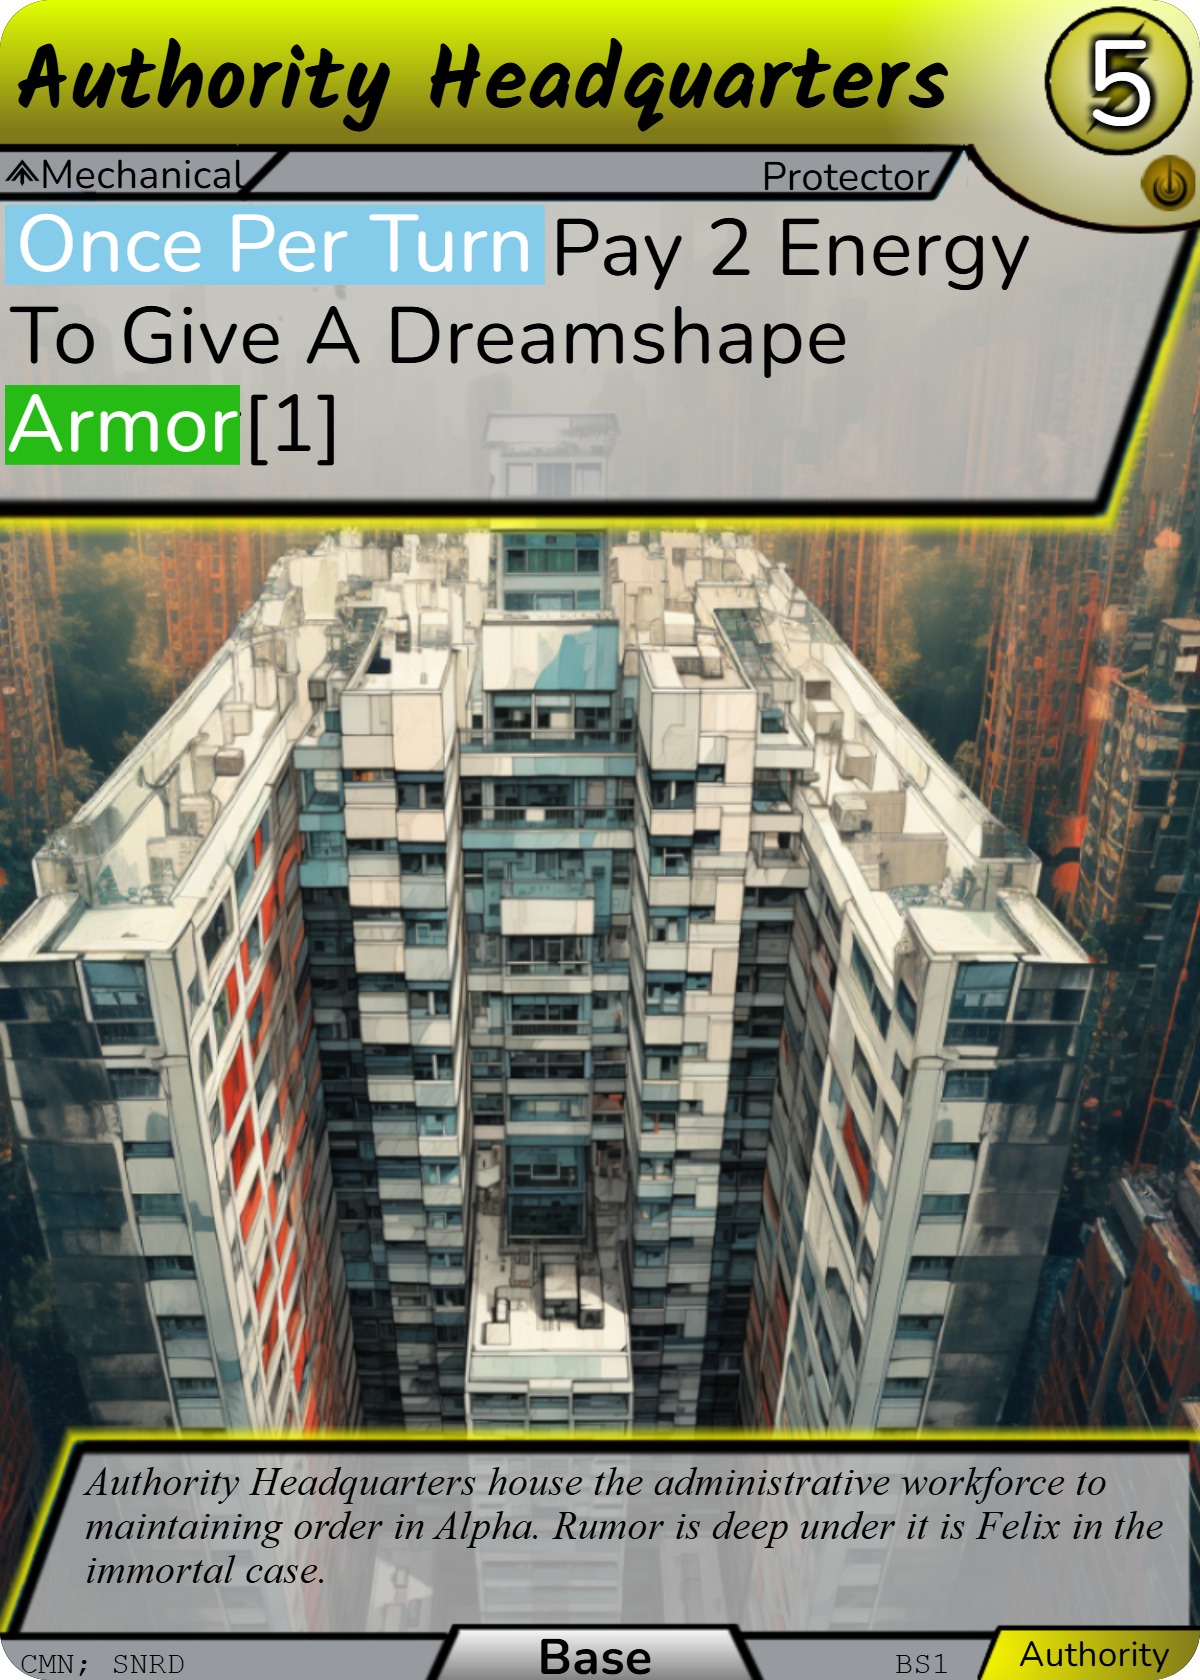 Authority Headquarters
5
Mechanical
Protector
Once Per Turn Pay 2 Energy
To Give A Dreamshape
Armor[1]
Authority Headquarters house the administrative workforce to
maintaining order in Alpha. Rumor is deep under it is Felix in the
immortal case.
CMN; SNRD
Base
BS1
Authority